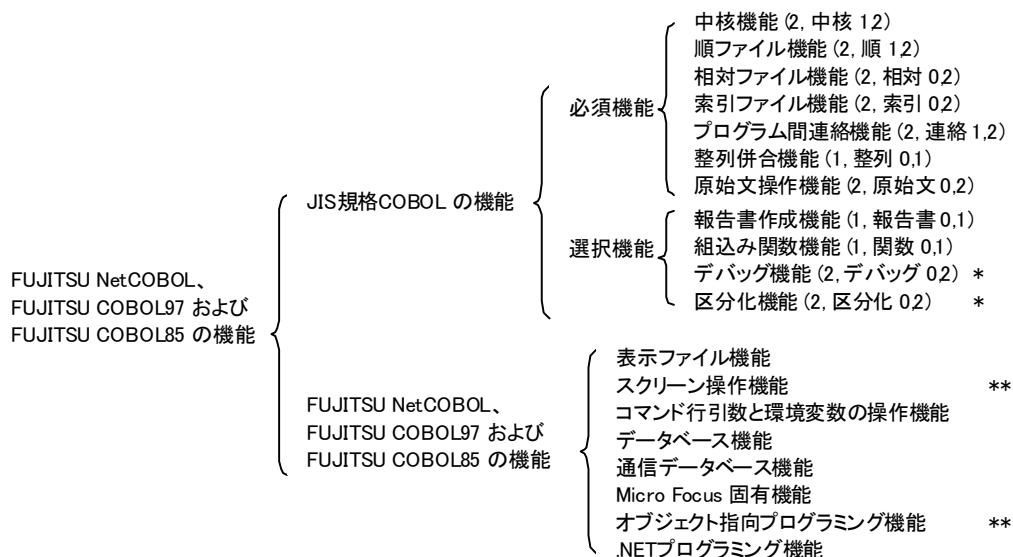 中核機能 (2, 中核 1,2)
順ファイル機能 (2, 順 1,2)
相対ファイル機能 (2, 相対 0,2)
必須機能
索引ファイル機能 (2, 索引 0,2)
プログラム間連絡機能 (2, 連絡 1,2)
整列併合機能 (1, 整列 0,1)
原始文操作機能 (2, 原始文 0,2)
JIS規格COBOL の機能
報告書作成機能 (1, 報告書 0,1)
選択機能
組込み関数機能 (1, 関数 0,1)
デバッグ機能 (2, デバッグ 0,2) *
区分化機能 (2, 区分化 0,2) *
FUJITSU NetCOBOL、
FUJITSU COBOL97 および
FUJITSU COBOL85 の機能
FUJITSU NetCOBOL、
FUJITSU COBOL97 および
FUJITSU COBOL85 の機能
表示ファイル機能
スクリーン操作機能 **
コマンド行引数と環境変数の操作機能
データベース機能
通信データベース機能
Micro Focus 固有機能
オブジェクト指向プログラミング機能 **
.NETプログラミング機能